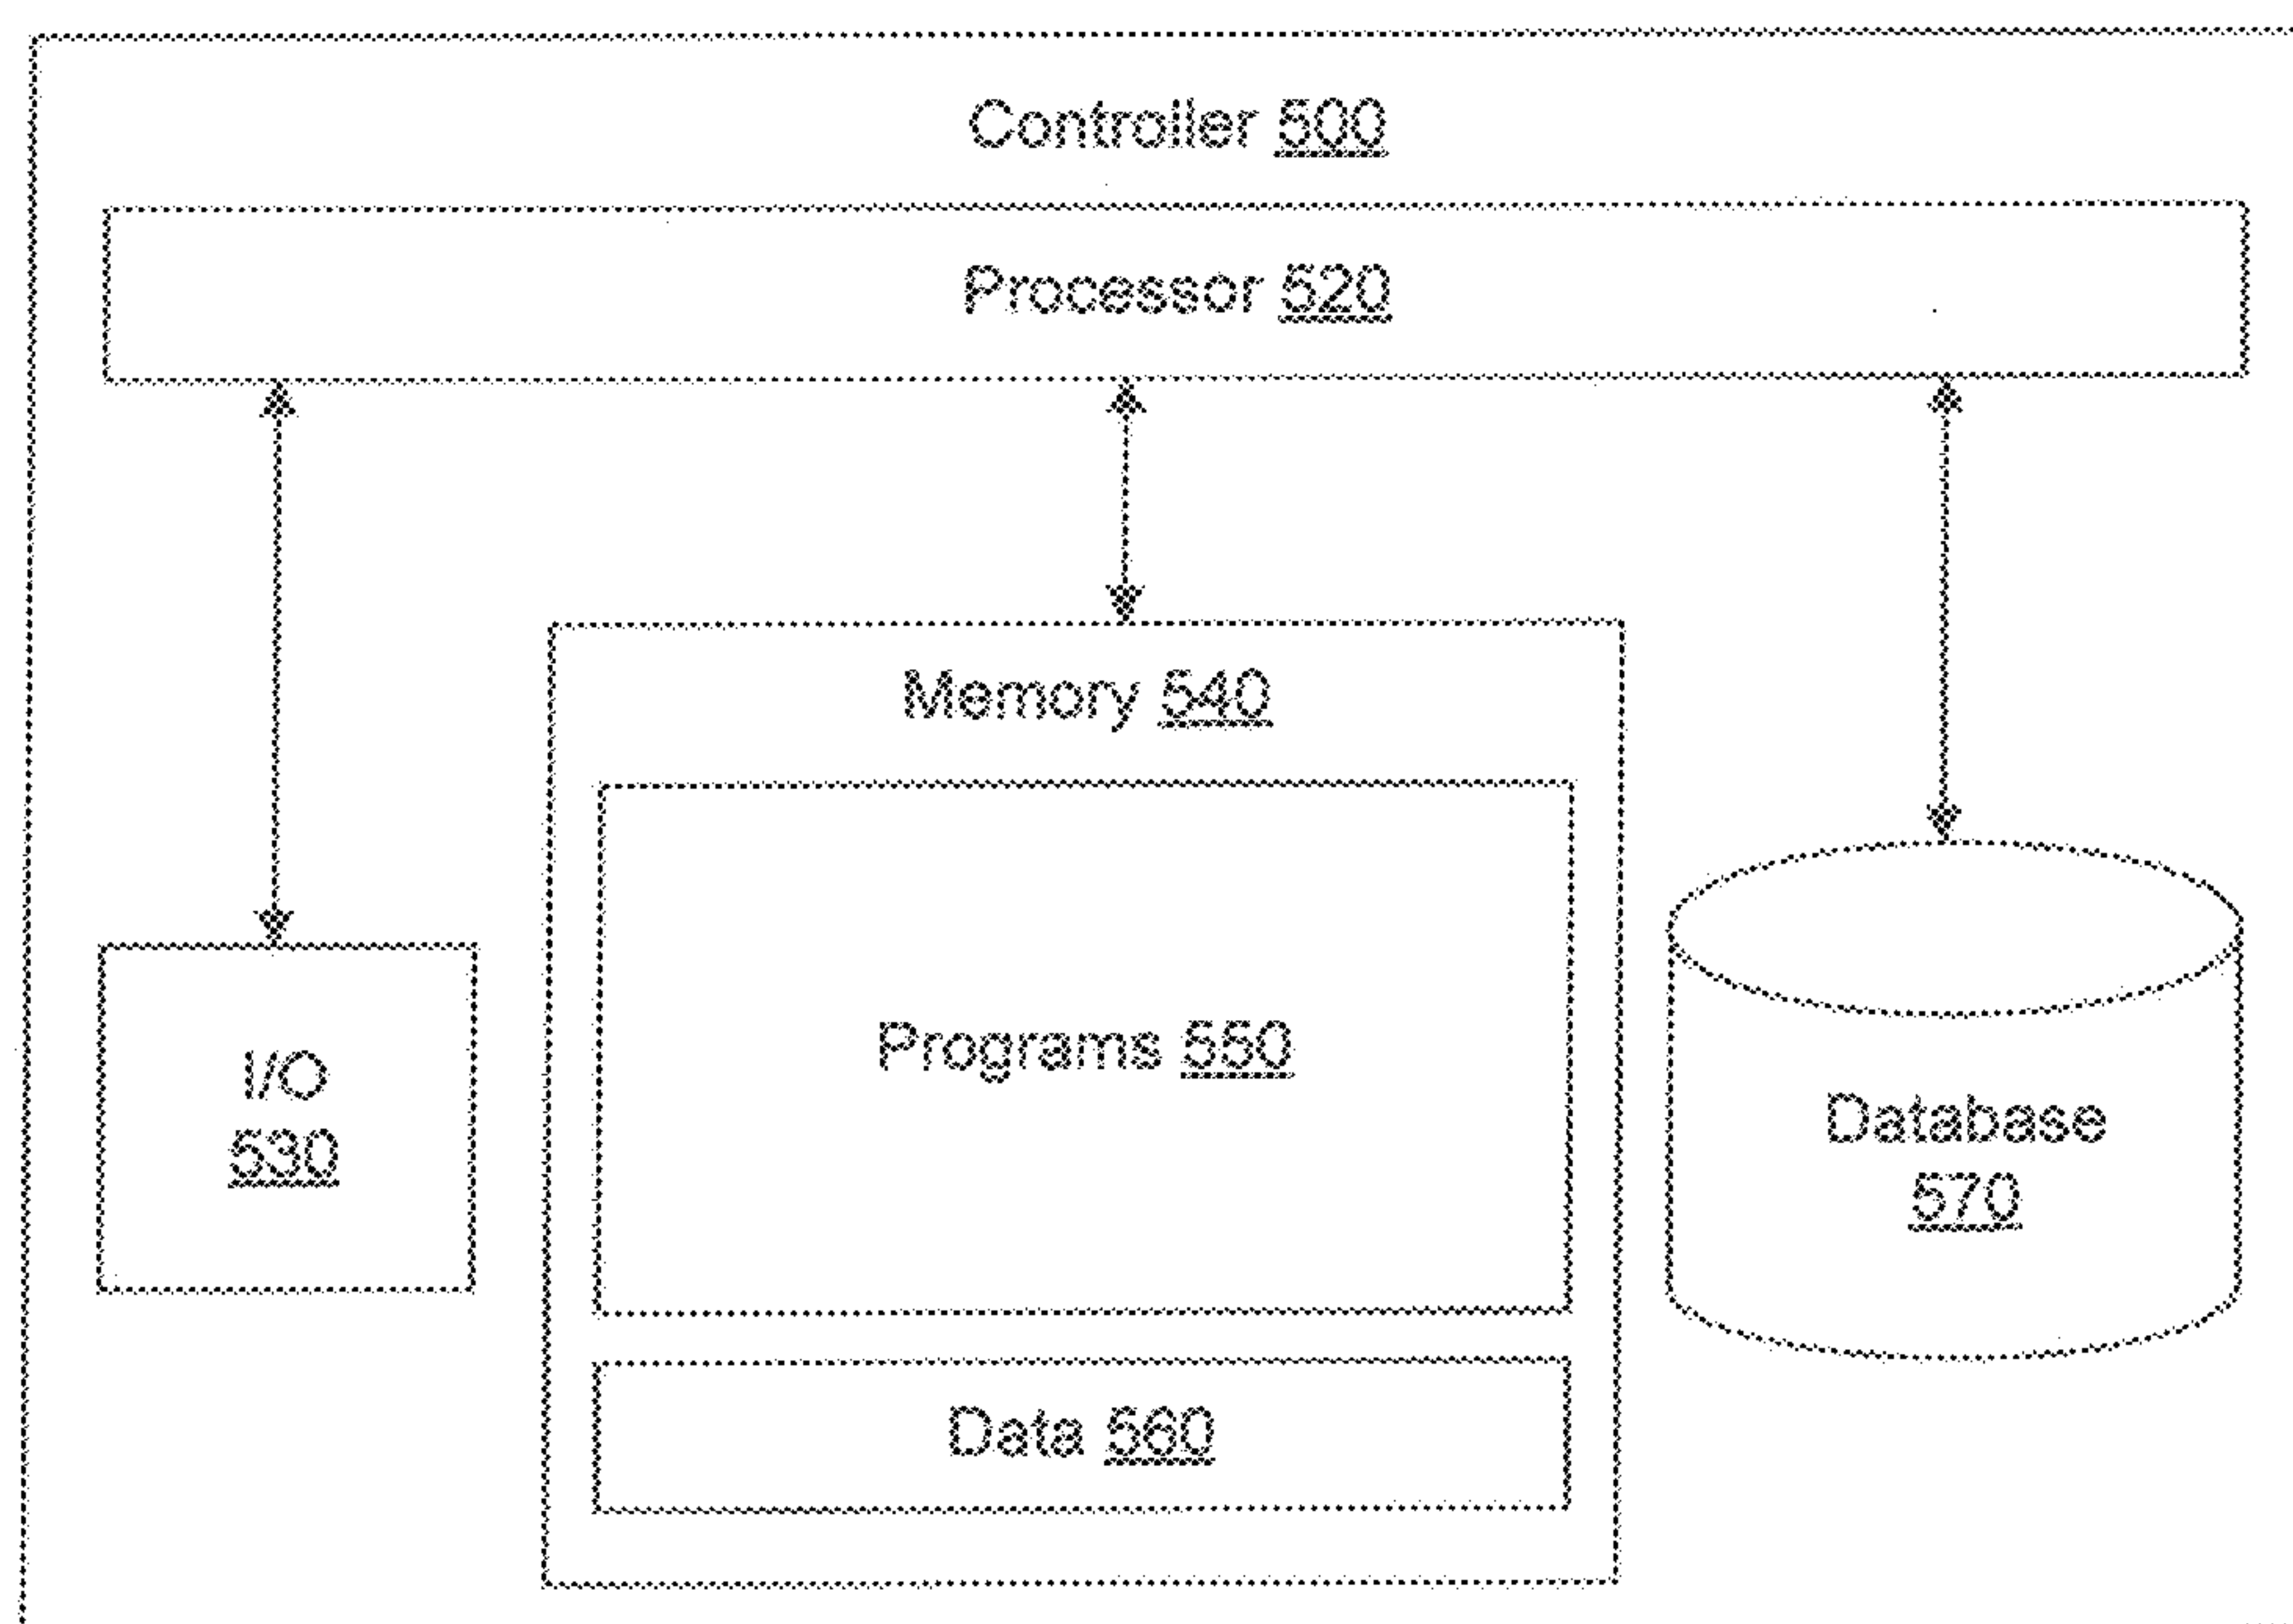 Controller 500
Processor 520
Memory 540
Programs 550
I/O
530
Database
570
Data 560